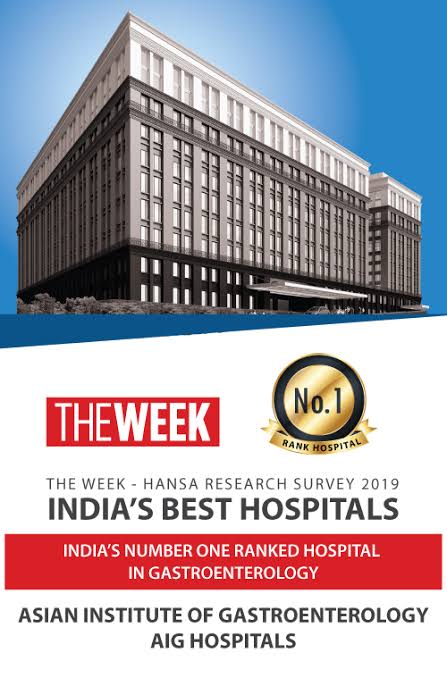 THE WEEK
No.1
RANK HOSPITAL
THE WEEK - HANSA RESEARCH SURVEY 2019
INDIA'S BEST HOSPITALS
INDIA'S NUMBER ONE RANKED HOSPITAL
IN GASTROENTEROLOGY
ASIAN INSTITUTE OF GASTROENTEROLOGY
AIG HOSPITALS